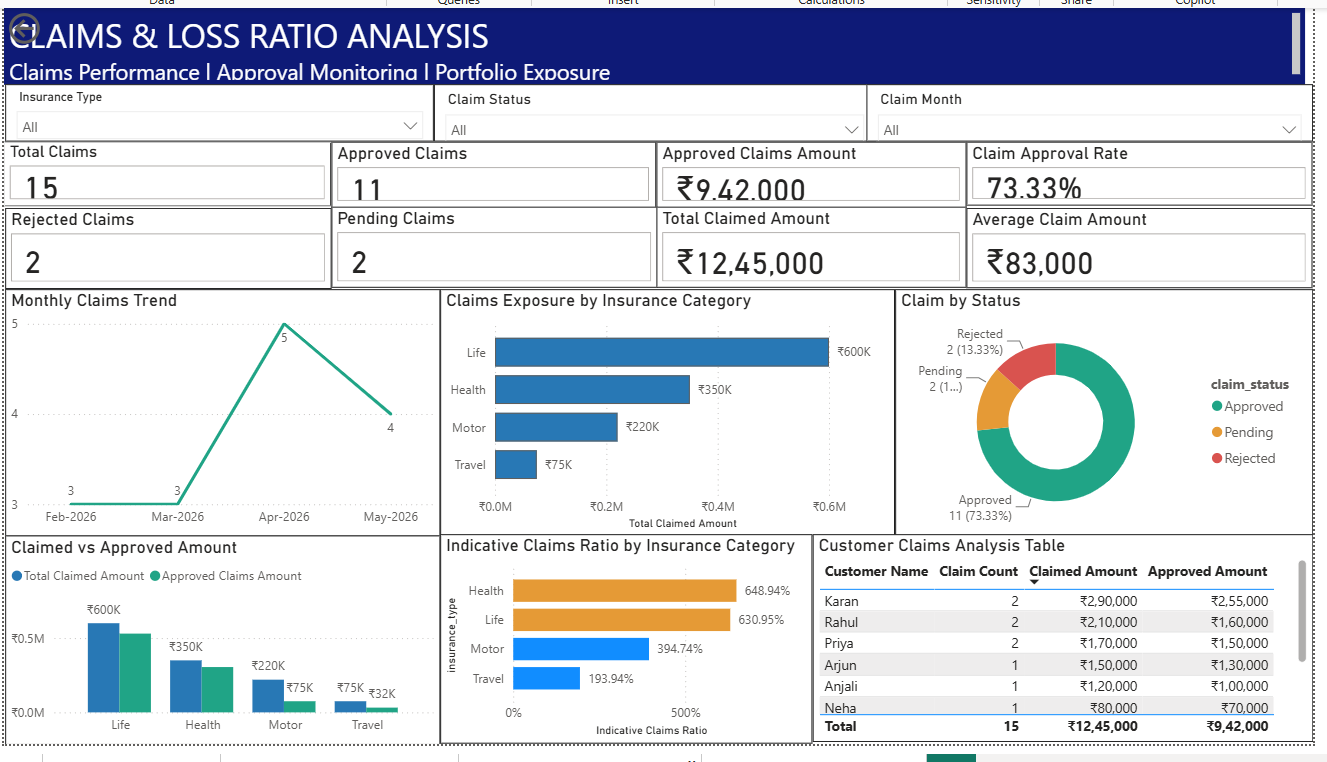 Data Queries Insert Calculations Sensitivity Share Copilot
CLAIMS & LOSS RATIO ANALYSIS
Claims Performance | Approval Monitoring | Portfolio Exposure
Insurance Type
All
Claim Status
All
Claim Month
All
Total Claims
15
Approved Claims
11
Approved Claims Amount
₹9,42,000
Claim Approval Rate
73.33%
Rejected Claims
2
Pending Claims
2
Total Claimed Amount
₹12,45,000
Average Claim Amount
₹83,000
Monthly Claims Trend
5
4
3
3
3
5
4
Feb-2026 Mar-2026 Apr-2026 May-2026
Claims Exposure by Insurance Category
Life ₹600K
Health ₹350K
Motor ₹220K
Travel ₹75K
₹0.0M ₹0.2M ₹0.4M ₹0.6M
Total Claimed Amount
Claim by Status
Rejected
2 (13.33%)
Pending
2 (1...)
Approved
11 (73.33%)
claim_status
Approved
Pending
Rejected
Claimed vs Approved Amount
Total Claimed Amount Approved Claims Amount
₹0.5M
₹0.0M
₹600K
₹350K
₹220K
₹75K
₹75K
₹32K
Life Health Motor Travel
Indicative Claims Ratio by Insurance Category
insurance_type
Health 648.94%
Life 630.95%
Motor 394.74%
Travel 193.94%
0% 500%
Indicative Claims Ratio
Customer Claims Analysis Table
Customer Name Claim Count Claimed Amount Approved Amount
Karan 2 ₹2,90,000 ₹2,55,000
Rahul 2 ₹2,10,000 ₹1,60,000
Priya 2 ₹1,70,000 ₹1,50,000
Arjun 1 ₹1,50,000 ₹1,30,000
Anjali 1 ₹1,20,000 ₹1,00,000
Neha 1 ₹80,000 ₹70,000
Total 15 ₹12,45,000 ₹9,42,000